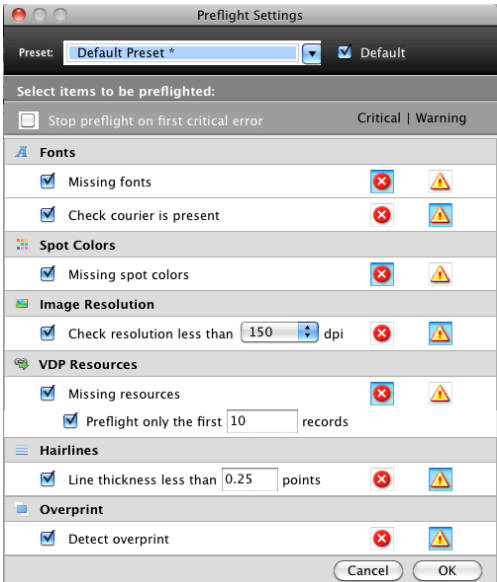 Preflight Settings
Preset: Default Preset * Default
Select items to be preflighted:
Stop preflight on first critical error Critical | Warning
Fonts
Missing fonts
Check courier is present
Spot Colors
Missing spot colors
Image Resolution
Check resolution less than 150 dpi
VDP Resources
Missing resources
Preflight only the first 10 records
Hairlines
Line thickness less than 0.25 points
Overprint
Detect overprint
Cancel OK